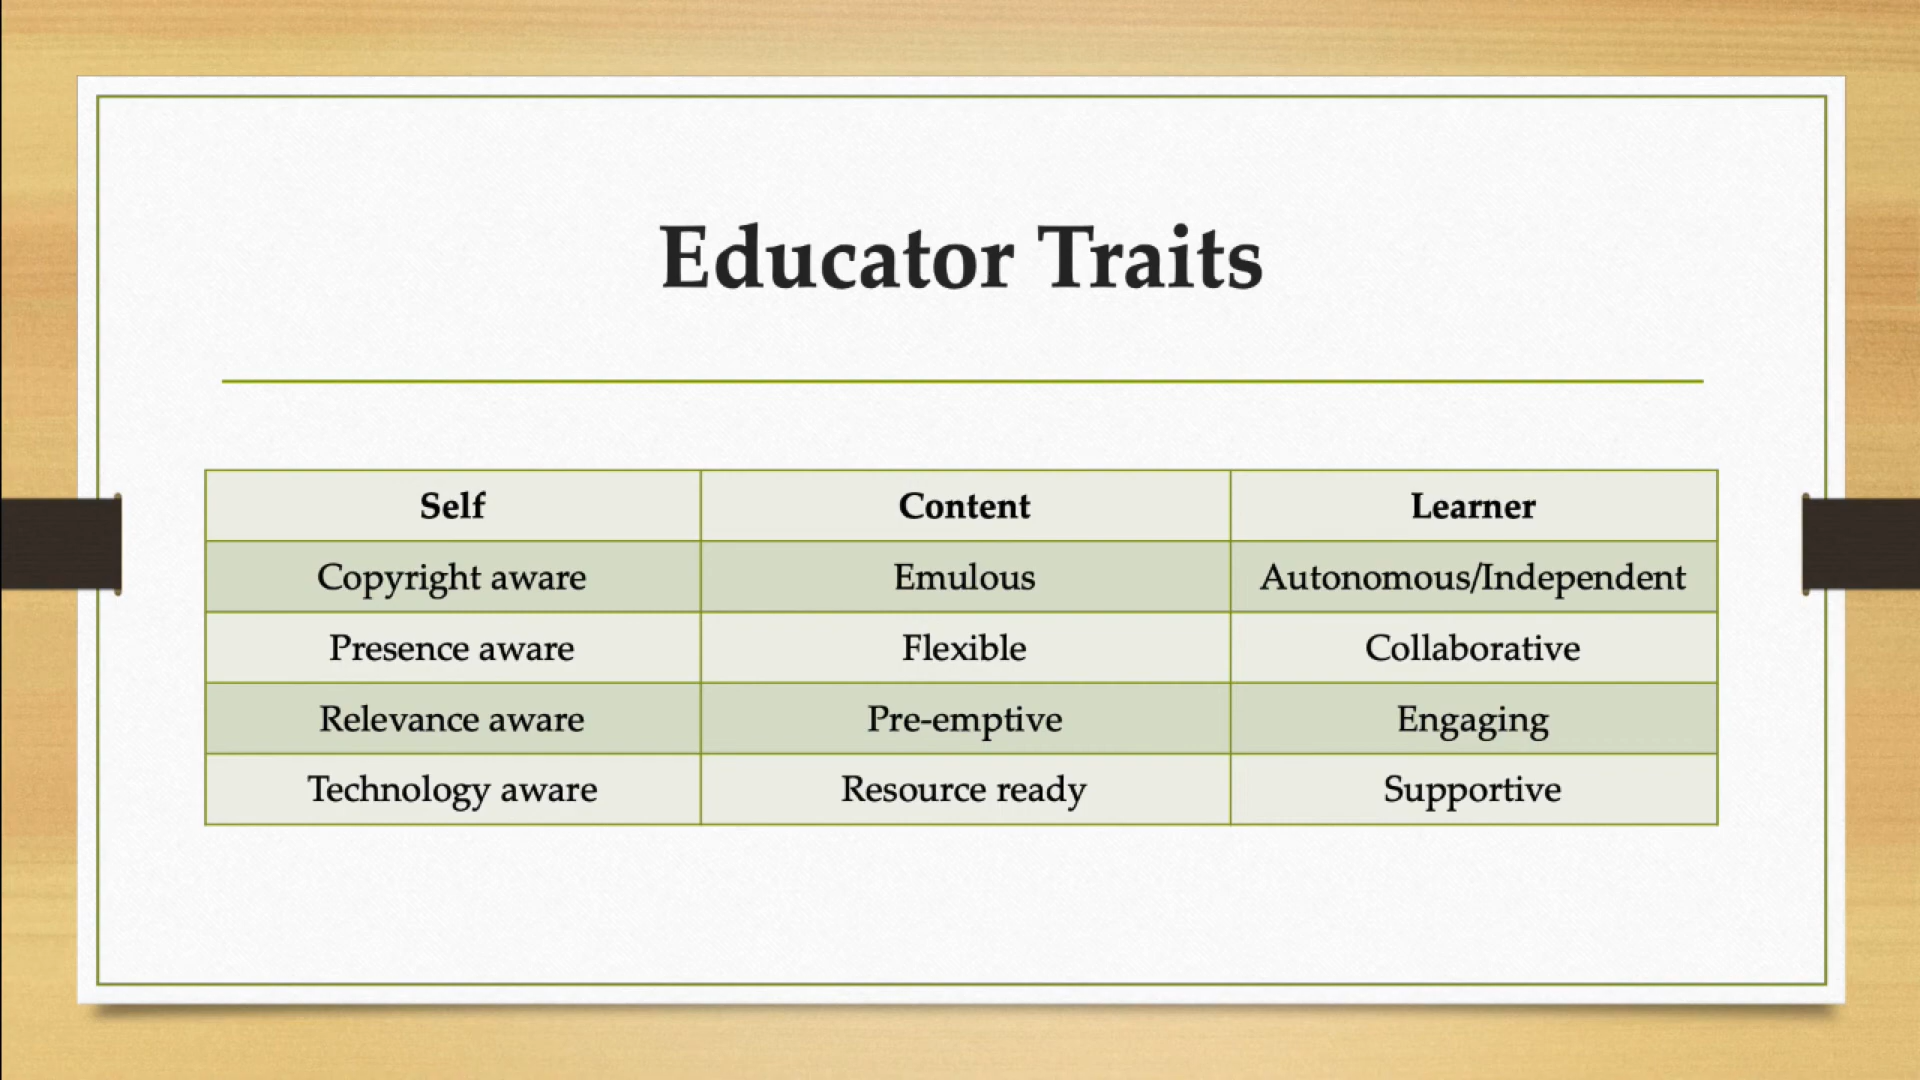 Educator Traits
Self Content Learner
Copyright aware Emulous Autonomous/Independent
Presence aware Flexible Collaborative
Relevance aware Pre-emptive Engaging
Technology aware Resource ready Supportive